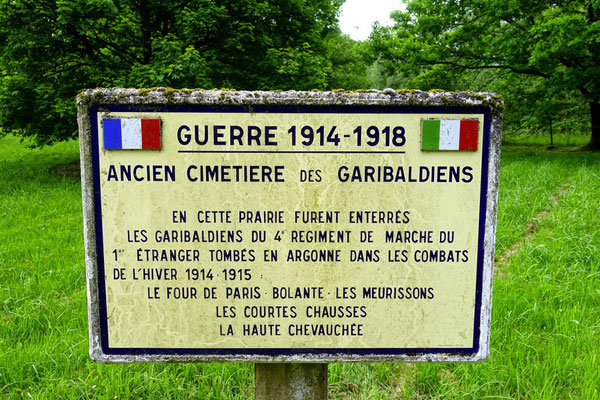 GUERRE 1914-1918
ANCIEN CIMETIERE DES GARIBALDIENS
EN CETTE PRAIRIE FURENT ENTERRÉS
LES GARIBALDIENS DU 4e REGIMENT DE MARCHE DU
1er ÉTRANGER TOMBÉS EN ARGONNE DANS LES COMBATS
DE L'HIVER 1914-1915 :
LE FOUR DE PARIS - BOLANTE - LES MEURISSONS
LES COURTES CHAUSSES
LA HAUTE CHEVAUCHÉE